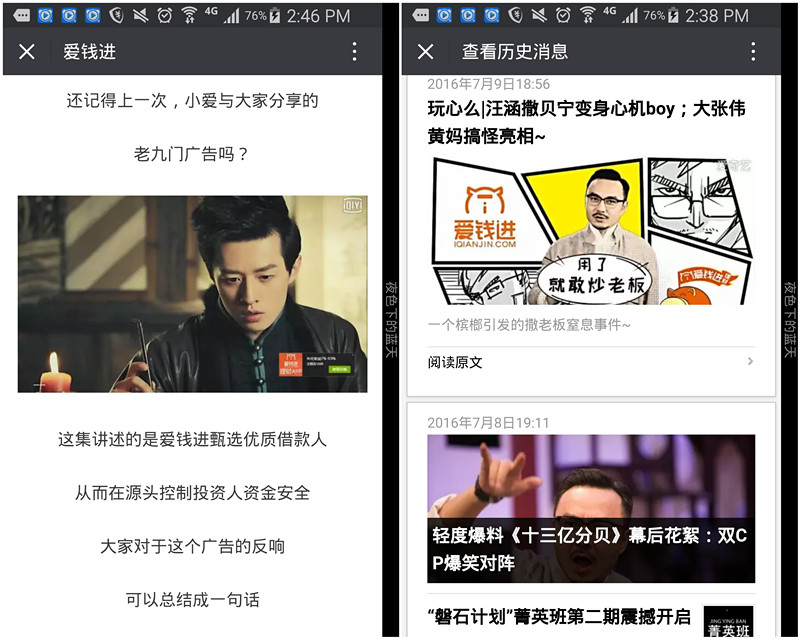 4G 76% 2:46 PM
爱钱进
还记得上一次，小爱与大家分享的
老九门广告吗？
iQIYI
这集讲述的是爱钱进甄选优质借款人
从而在源头控制投资人资金安全
大家对于这个广告的反响
可以总结成一句话
夜色下的蓝天
4G 76% 2:38 PM
查看历史消息
2016年7月9日18:56
玩心么|汪涵撒贝宁变身心机boy；大张伟
黄妈搞怪亮相~
爱奇艺
爱钱进
IQIANJIN.COM
用了
就敢炒老板
爱钱进
一个槟榔引发的撒老板窒息事件~
阅读原文
2016年7月8日19:11
轻度爆料《十三亿分贝》幕后花絮：双C
P爆笑对阵
“磐石计划”菁英班第二期震撼开启
JING YING BAN
菁英班
夜色下的蓝天